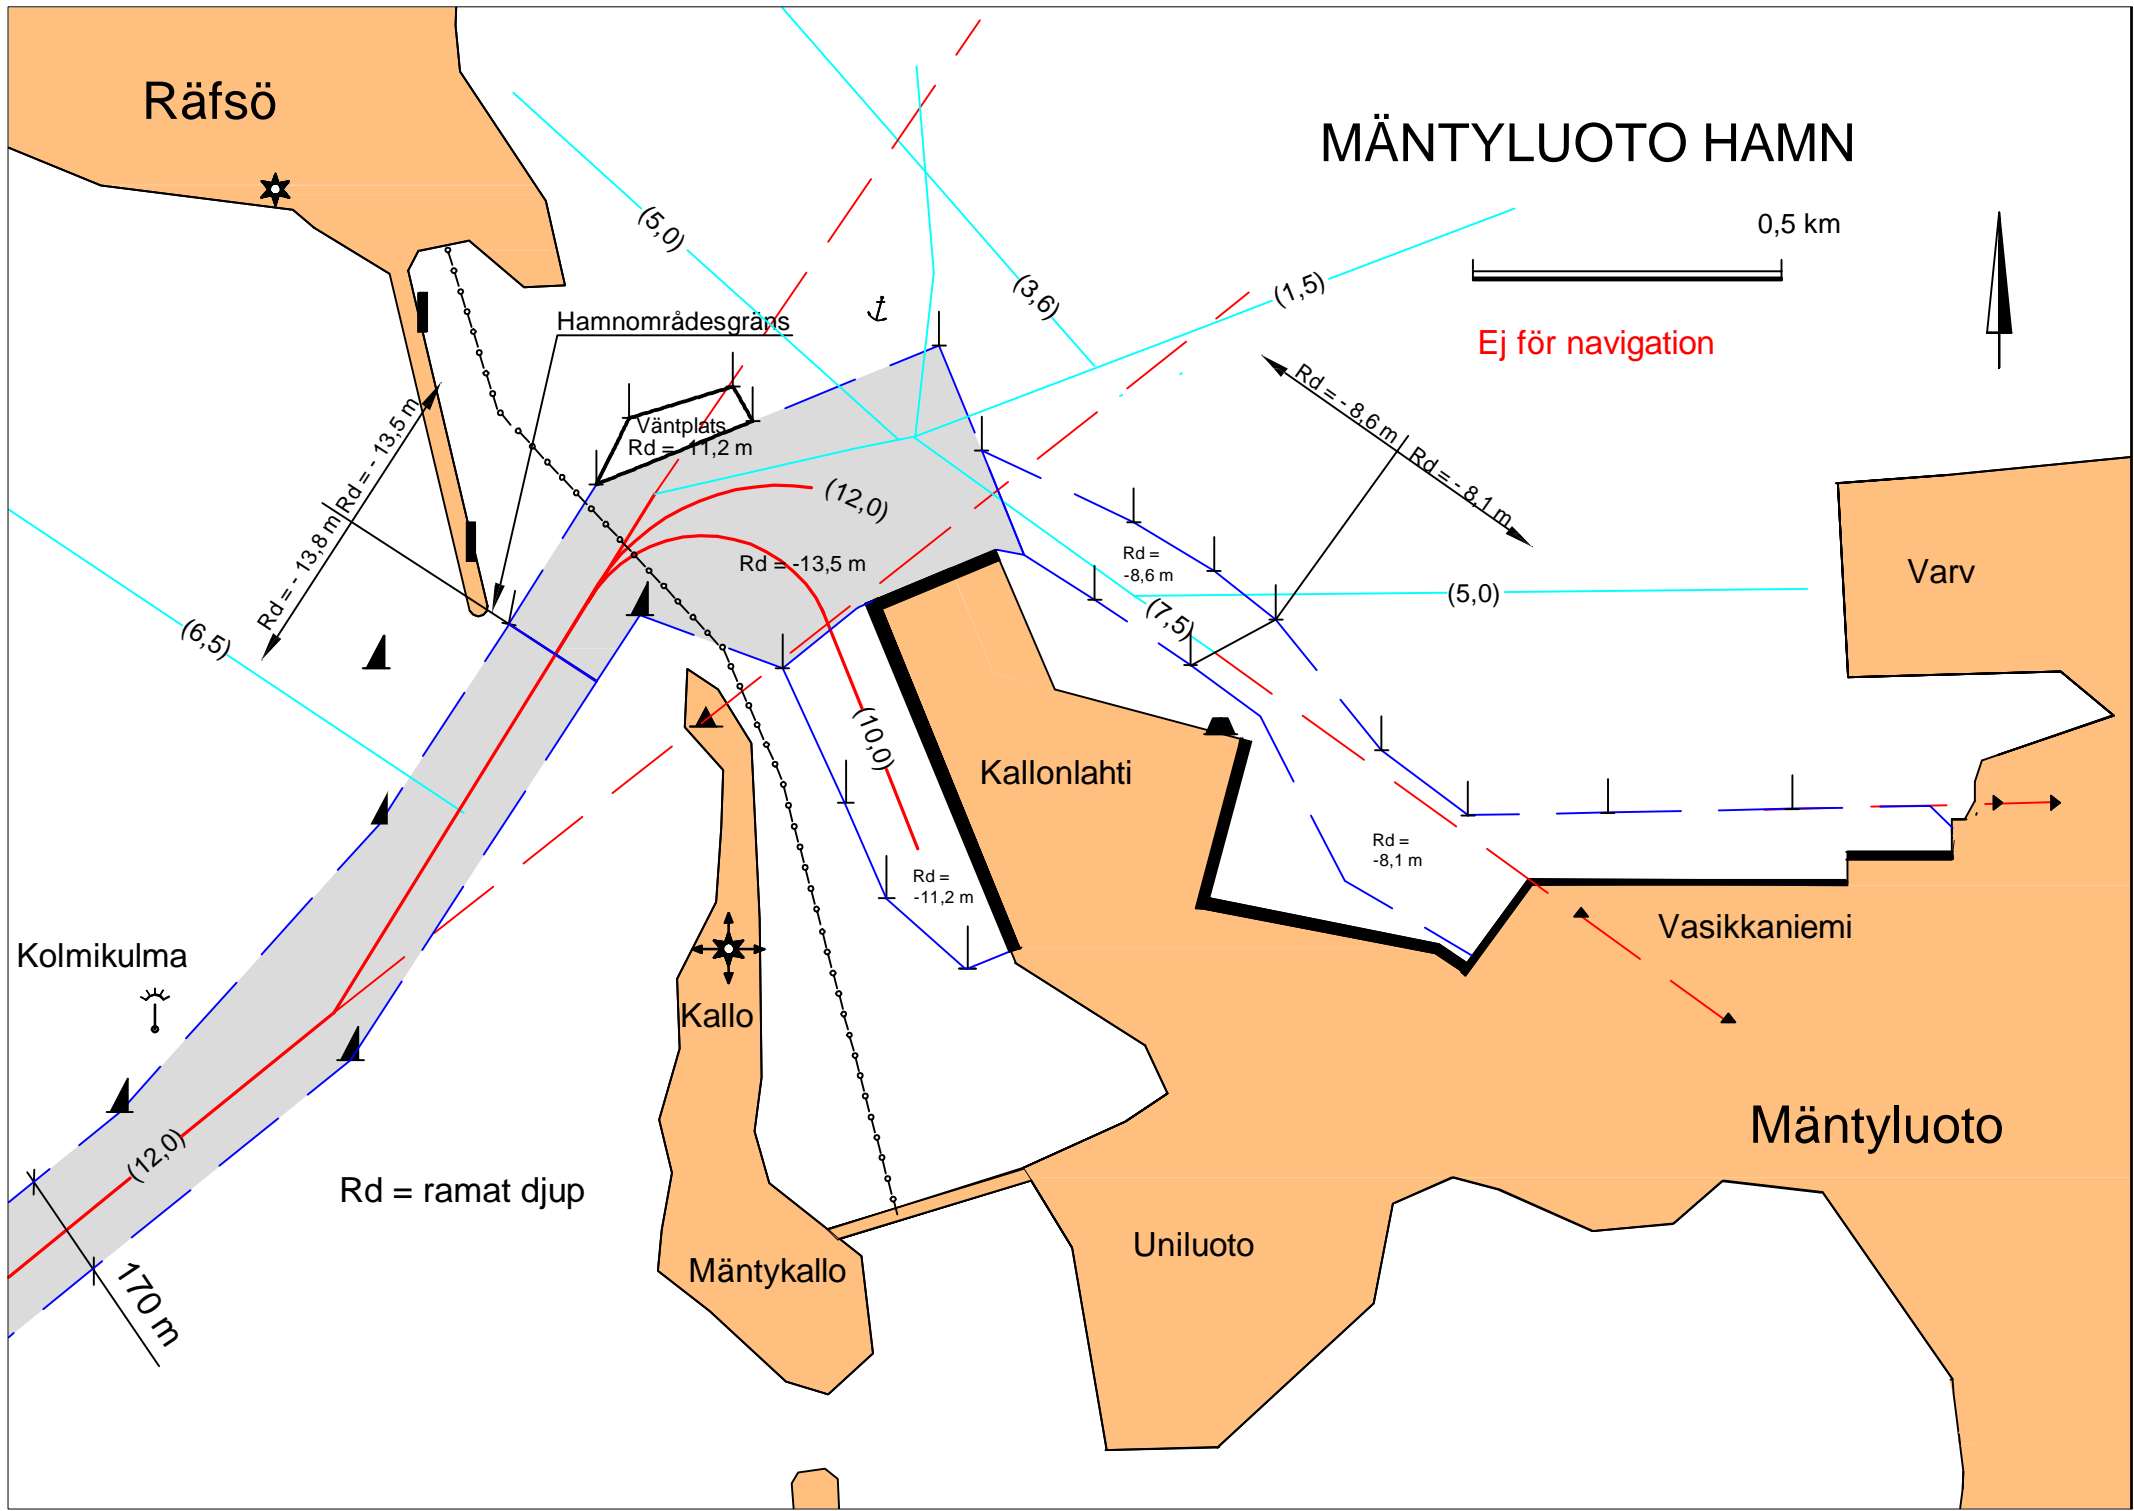 Räfsö
MÄNTYLUOTO HAMN
0,5 km
(5,0)
(3,6)
(1,5)
Hamnområdesgräns
Ejför navigation
Rd = - 8,6 m
Rd = - 8,1 m
Rd = - 13,5 m
Rd = - 13,8 m
Väntplats
Rd = -11,2 m
(12,0)
Rd = -13,5 m
Rd =
-8,6 m
Varv
(5,0)
(7,5)
(6,5)
(10,0)
Kallonlahti
Rd =
-8,1 m
Rd =
-11,2 m
Vasikkaniemi
Kolmikulma
Kallo
Mäntyluoto
(12,0)
Rd = ramat djup
Uniluoto
Mäntykallo
170 m